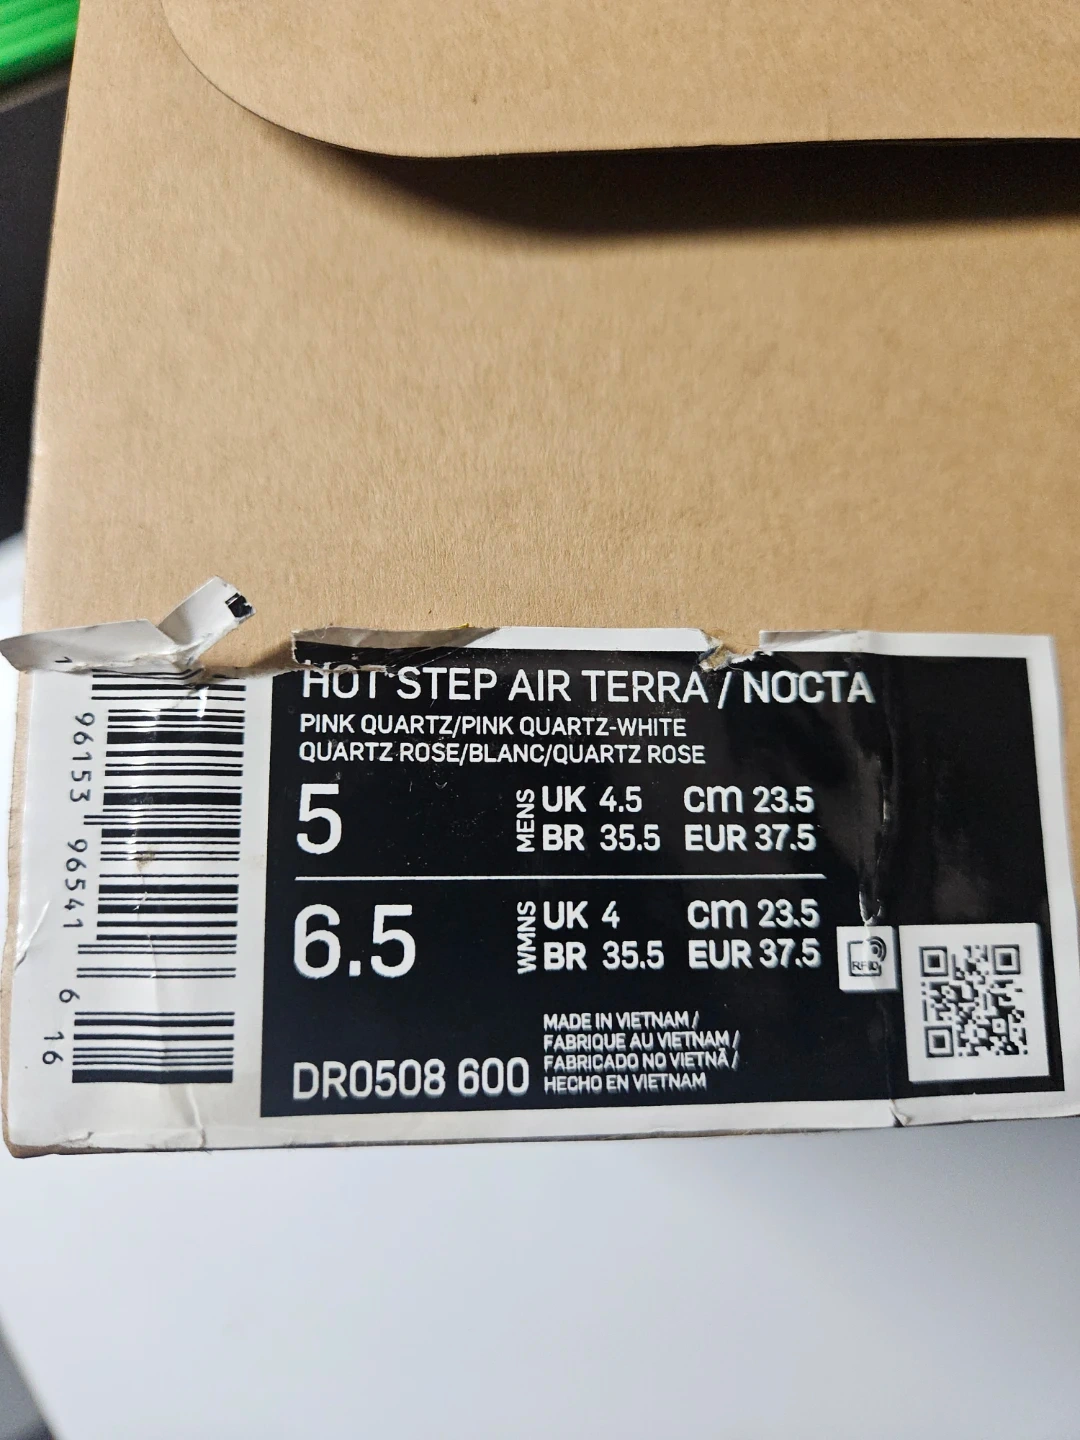 HOT STEP AIR TERRA / NOCTA
PINK QUARTZ/PINK QUARTZ-WHITE
QUARTZ ROSE/BLANC/QUARTZ ROSE
5 MENS UK 4.5 cm 23.5
BR 35.5 EUR 37.5
6.5 WMNS UK 4 cm 23.5
BR 35.5 EUR 37.5
RFID
MADE IN VIETNAM /
FABRIQUE AU VIETNAM /
FABRICADO NO VIETNÃ /
HECHO EN VIETNAM
DR0508 600
1 96153 96541 6 16